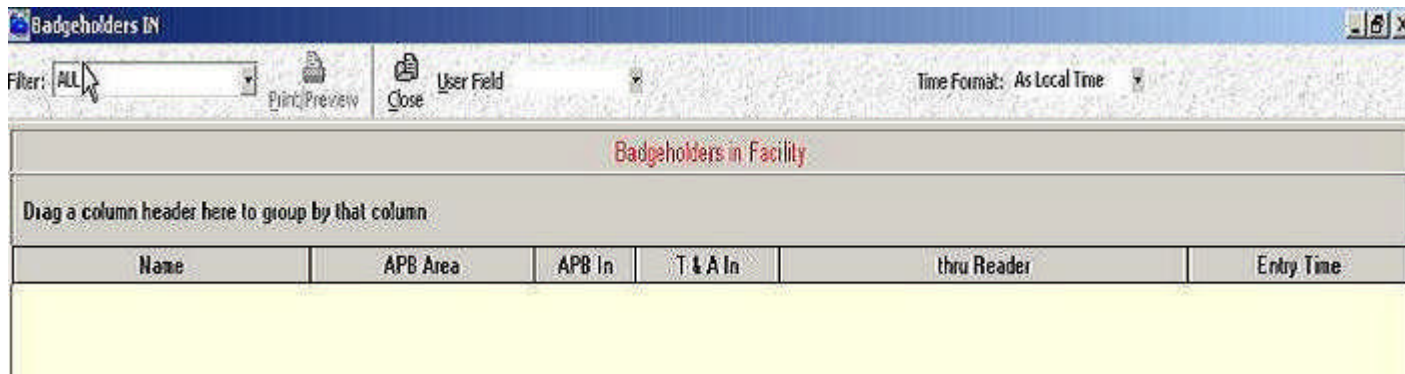 Badgeholders IN
Filter: ALL Print Preview Close User Field Time Format: As Local Time
Badgeholders in Facility
Drag a column header here to group by that column
Name APB Area APB In T & A In thru Reader Entry Time